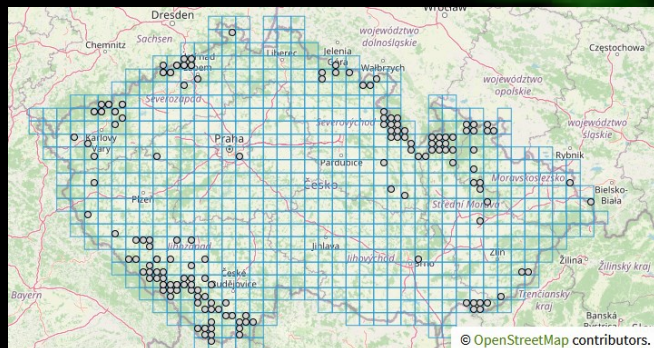 Dresden
Wrocław
województwo
dolnośląskie
Sachsen
Chemnitz
Liberec
Jelenia
Góra
Wałbrzych
Częstochowa
województwo
opolskie
Severozápad
Karlovy
Vary
Praha
Severovýchod
województwo
śląskie
Pardubice
Rybnik
Česko
Moravskoslezsko
Bielsko-
Biała
Plzeň
Střední Morava
Jihozápad
Jihlava
Jihovýchod
Brno
Zlín
Žilina
Žilinský kraj
České
Budějovice
Bayern
Trenčiansky
kraj
Banská
© OpenStreetMap contributors.